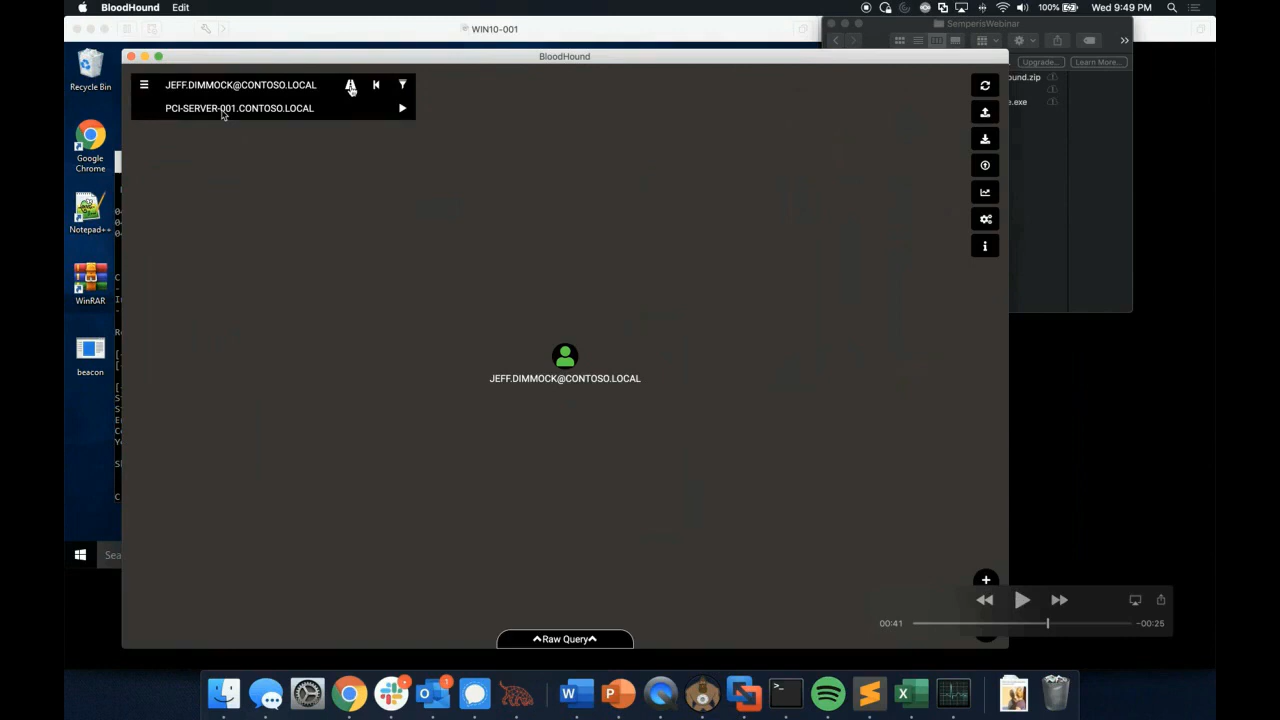 BloodHound Edit
100% Wed 9:49 PM
WIN10-001
SemperisWebinar
Recycle Bin
BloodHound
Upgrade... Learn More...
JEFF.DIMMOCK@CONTOSO.LOCAL
und.zip
PCI-SERVER-001.CONTOSO.LOCAL
e.exe
Google
Chrome
Notepad++
WinRAR
beacon
JEFF.DIMMOCK@CONTOSO.LOCAL
Sea
00:41 -00:25
Raw Query